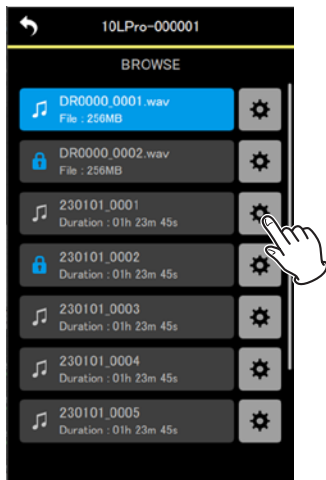 10LPro-000001
BROWSE
DR0000_0001.wav
File : 256MB
DR0000_0002.wav
File : 256MB
230101_0001
Duration : 01h 23m 45s
230101_0002
Duration : 01h 23m 45s
230101_0003
Duration : 01h 23m 45s
230101_0004
Duration : 01h 23m 45s
230101_0005
Duration : 01h 23m 45s